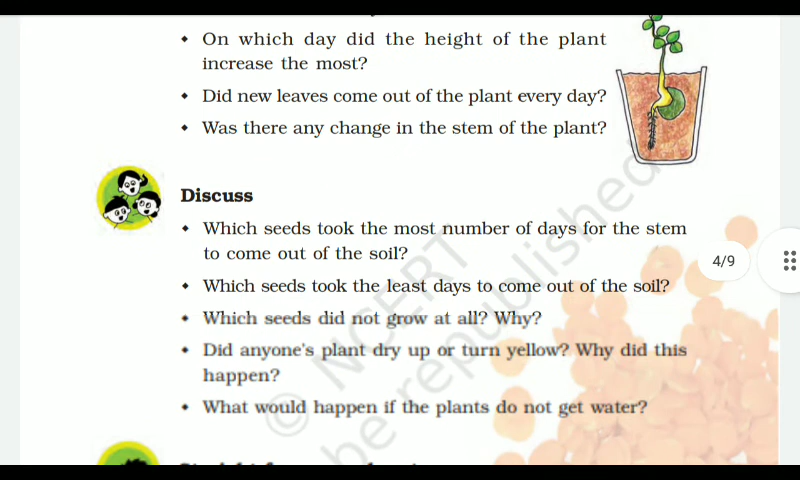 • On which day did the height of the plant
increase the most?
• Did new leaves come out of the plant every day?
• Was there any change in the stem of the plant?
Discuss
• Which seeds took the most number of days for the stem
to come out of the soil?
4/9
• Which seeds took the least days to come out of the soil?
• Which seeds did not grow at all? Why?
• Did anyone's plant dry up or turn yellow? Why did this
happen?
• What would happen if the plants do not get water?
© NCERT
be republished